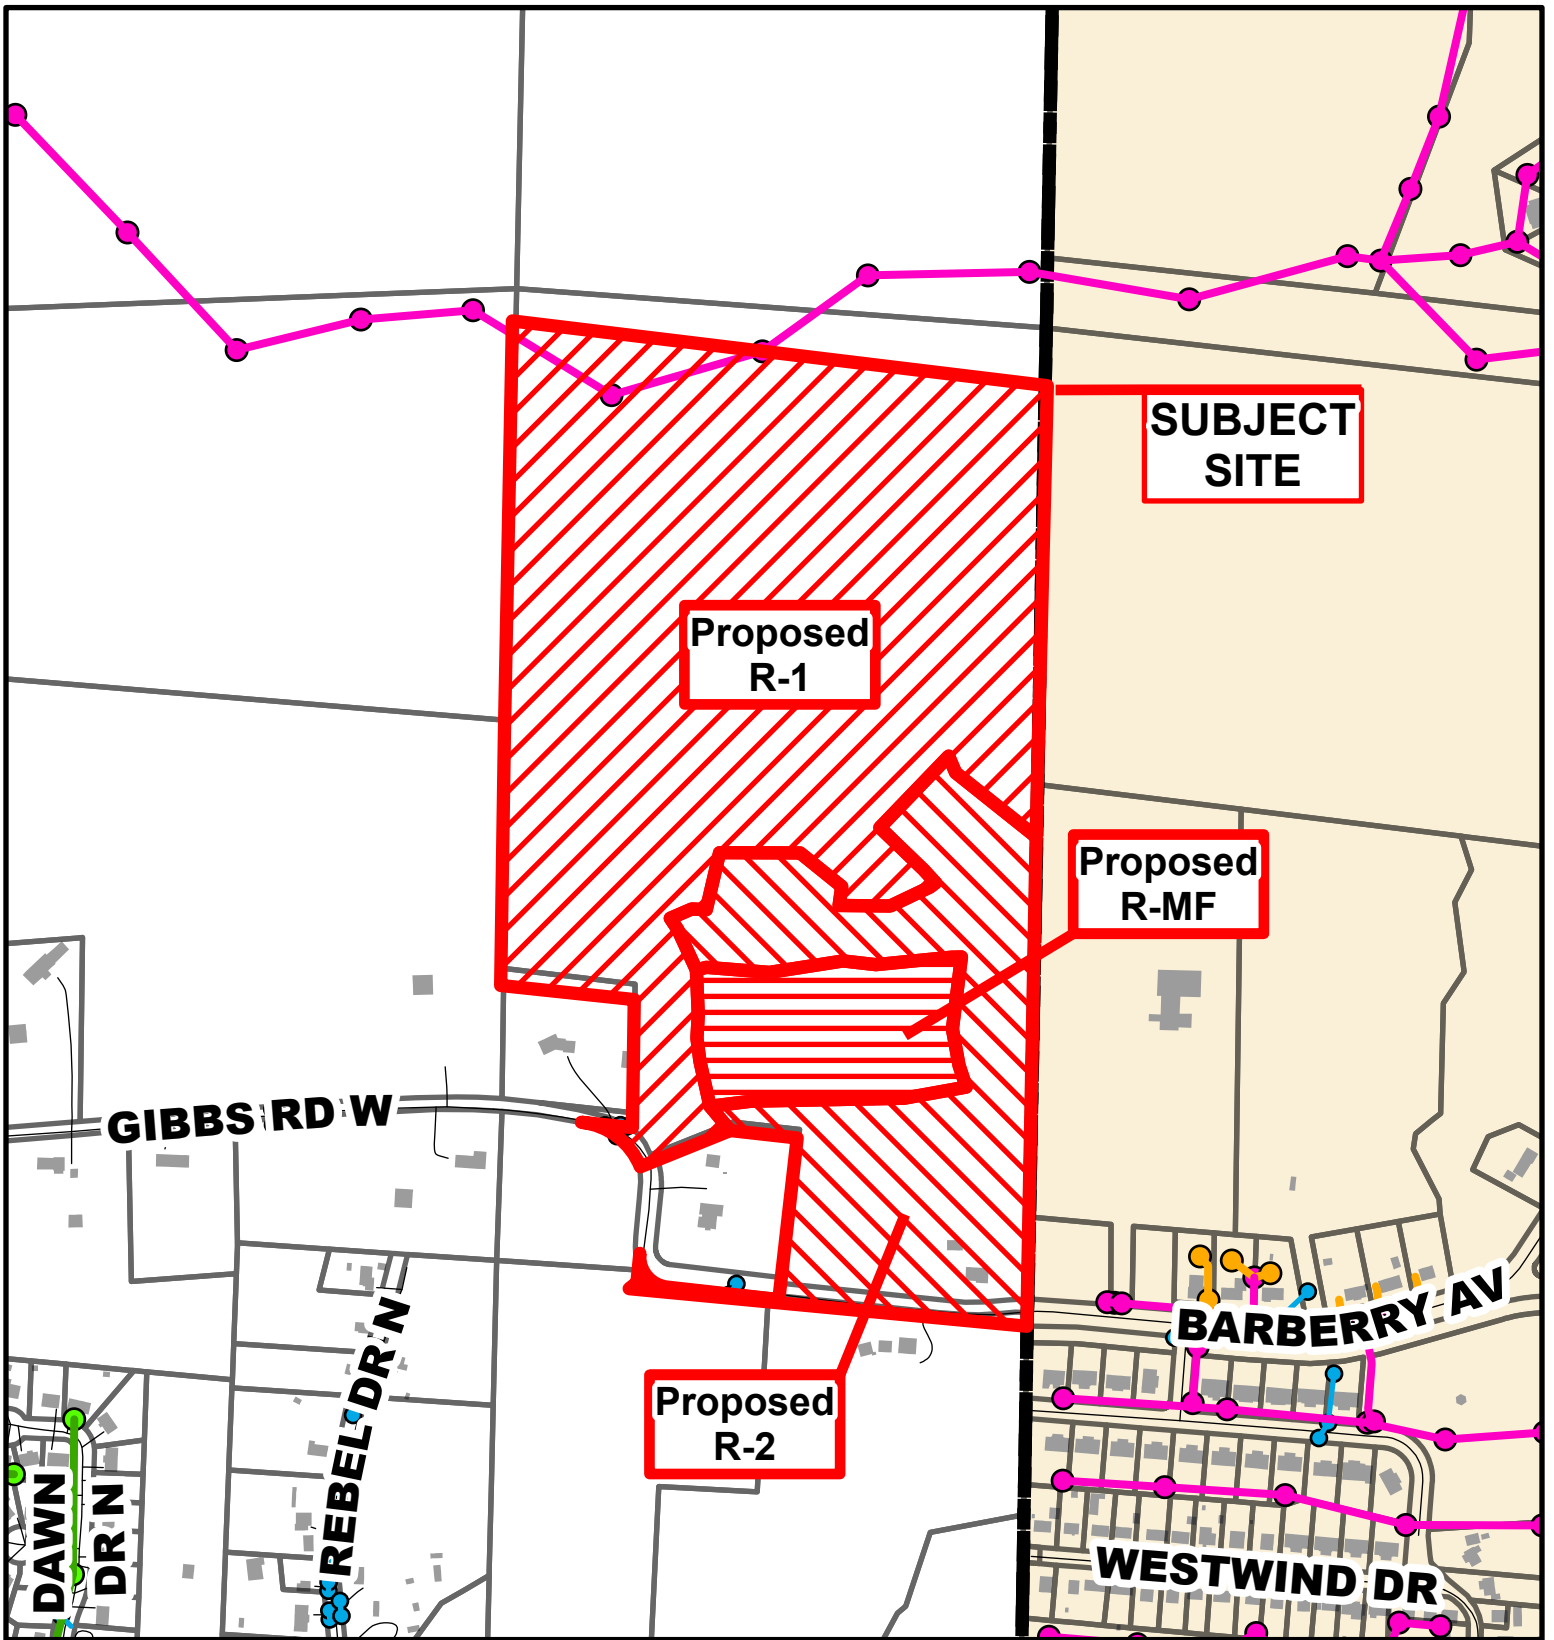 SUBJECT
SITE
Proposed
R-1
Proposed
R-MF
GIBBS RD W
BARBERRY AV
REBEL DR N
Proposed
R-2
DAWN
DR N
WESTWIND DR